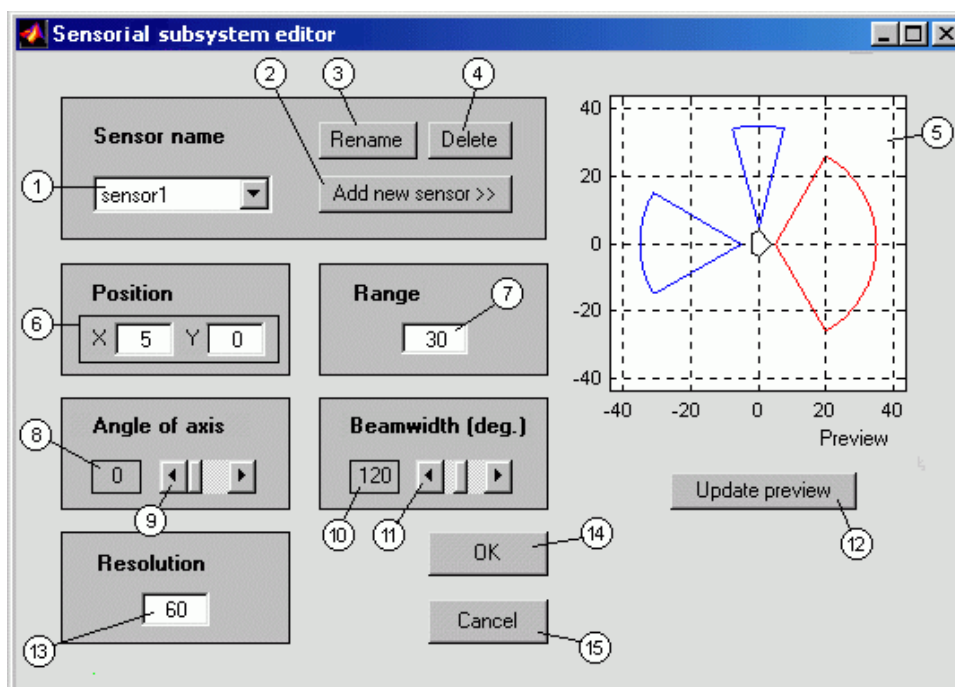 Sensorial subsystem editor
2
3
4
Sensor name
Rename
Delete
1
sensor1
Add new sensor >>
5
40
20
0
-20
-40
-40
-20
0
20
40
Preview
Position
6
X
5
Y
0
Range
7
30
Angle of axis
8
0
9
Beamwidth (deg.)
120
10
11
Update preview
12
Resolution
60
13
OK
14
Cancel
15